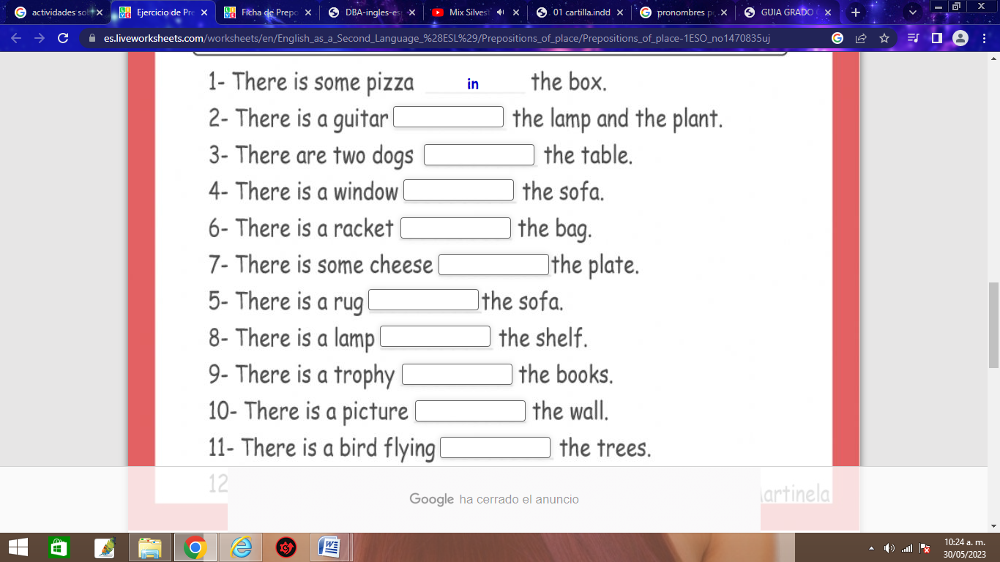 actividades so
Ejercicio de Pre
Ficha de Prepo
DBA-ingles-es
Mix Silvest
01 cartilla.indd
pronombres p
GUIA GRADO
es.liveworksheets.com/worksheets/en/English_as_a_Second_Language_%28ESL%29/Prepositions_of_place/Prepositions_of_place-1ESO_no1470835uj
1- There is some pizza in the box.
2- There is a guitar the lamp and the plant.
3- There are two dogs the table.
4- There is a window the sofa.
6- There is a racket the bag.
7- There is some cheese the plate.
5- There is a rug the sofa.
8- There is a lamp the shelf.
9- There is a trophy the books.
10- There is a picture the wall.
11- There is a bird flying the trees.
12
Google ha cerrado el anuncio
artinela
10:24 a. m.
30/05/2023